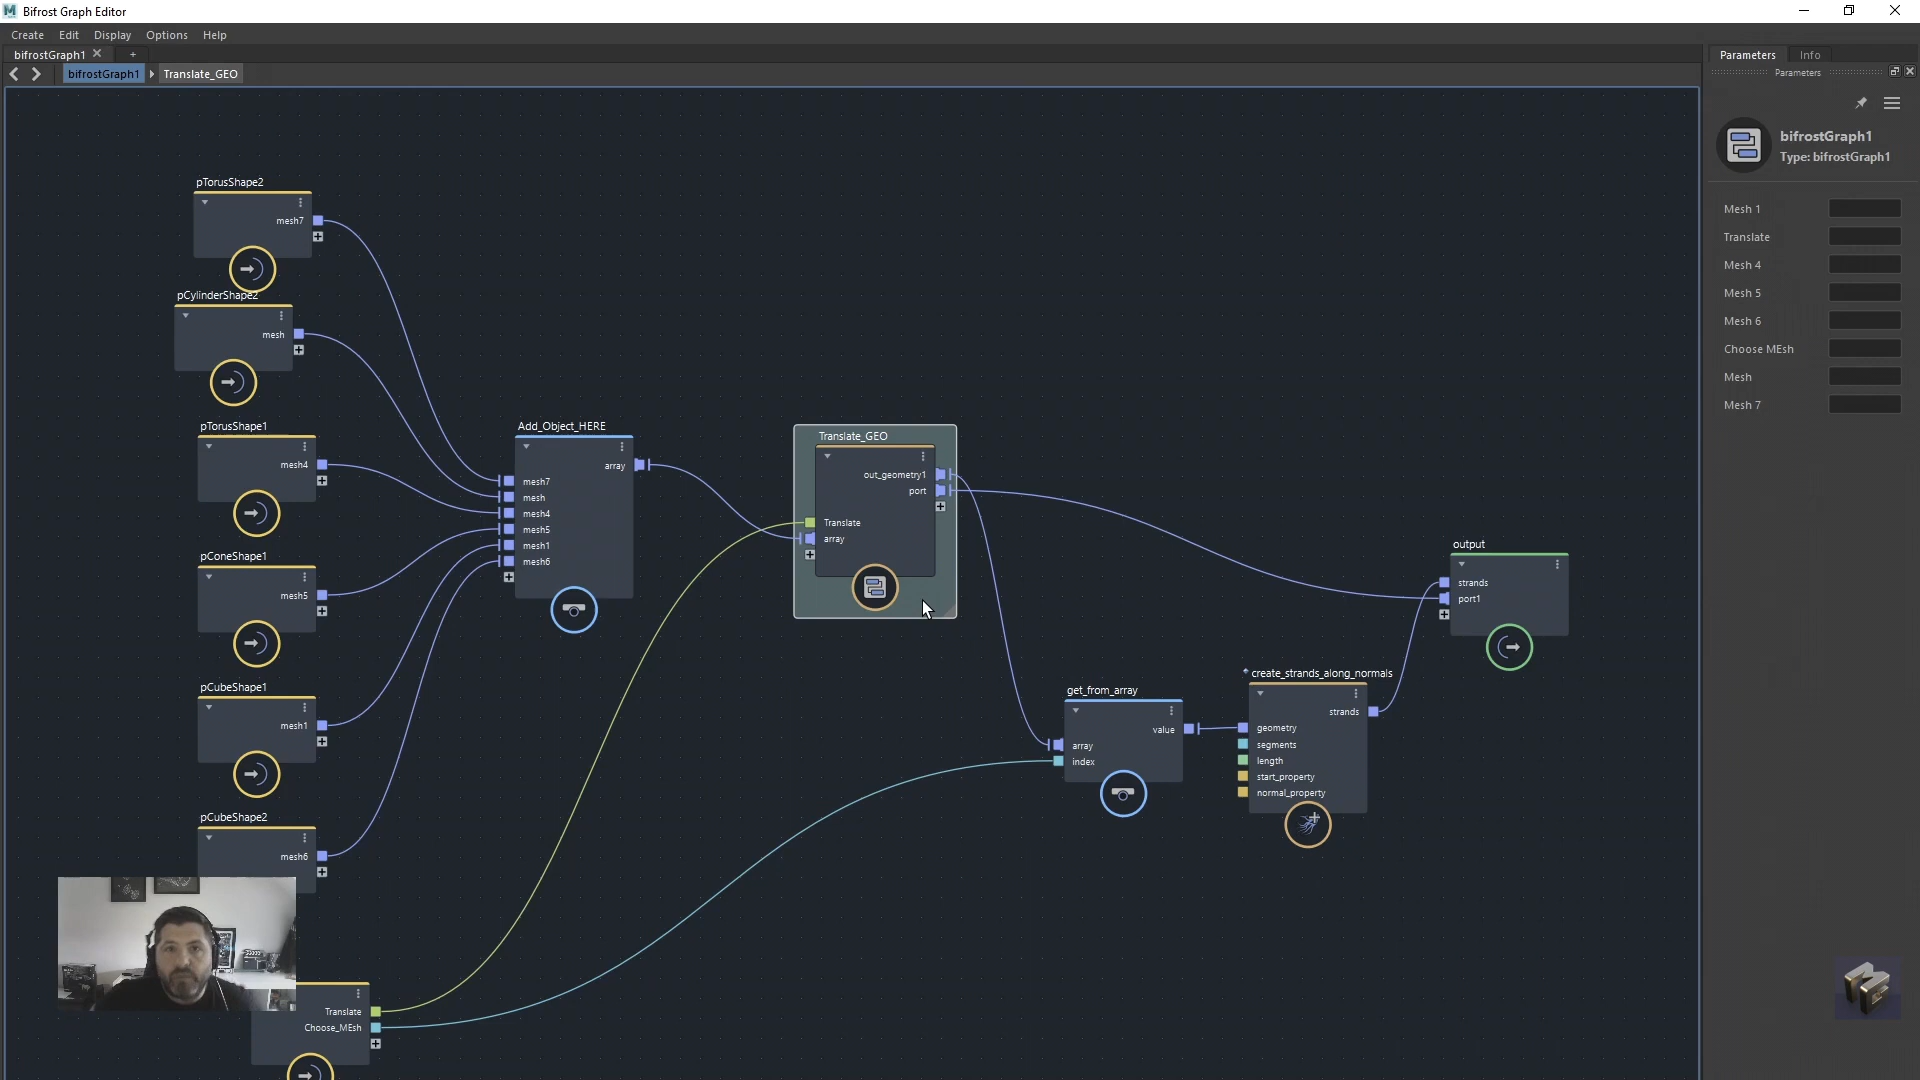 Bifrost Graph Editor
Create Edit Display Options Help
bifrostGraph1
bifrostGraph1 Translate_GEO
Parameters Info
Parameters
bifrostGraph1
Type: bifrostGraph1
Mesh 1
Translate
Mesh 4
Mesh 5
Mesh 6
Choose MEsh
Mesh
Mesh 7
pTorusShape2
mesh7
pCylinderShape2
mesh
pTorusShape1
mesh4
pConeShape1
mesh5
pCubeShape1
mesh1
pCubeShape2
mesh6
Translate
Choose_MEsh
Add_Object_HERE
array
mesh7
mesh
mesh4
mesh5
mesh1
mesh6
Translate_GEO
out_geometry1
port
Translate
array
get_from_array
value
array
index
create_strands_along_normals
strands
geometry
segments
length
start_property
normal_property
output
strands
port1